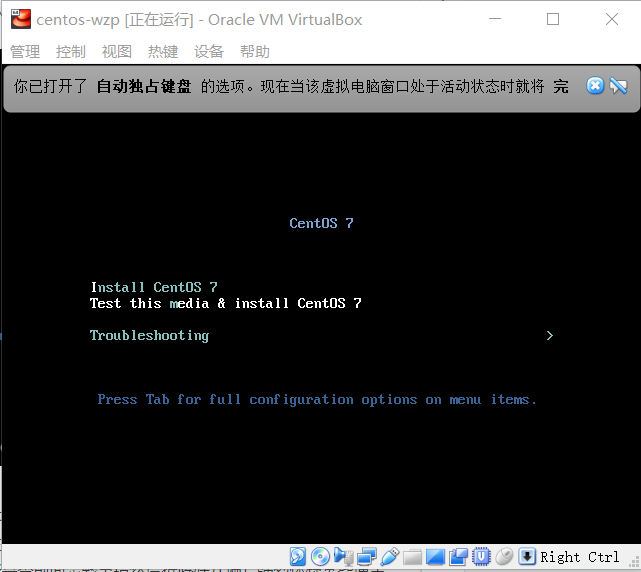 centos-wzp [正在运行] - Oracle VM VirtualBox
管理 控制 视图 热键 设备 帮助
你已打开了 自动独占键盘 的选项。现在当该虚拟电脑窗口处于活动状态时就将 完
CentOS 7
Install CentOS 7
Test this media & install CentOS 7
Troubleshooting >
Press Tab for full configuration options on menu items.
Right Ctrl